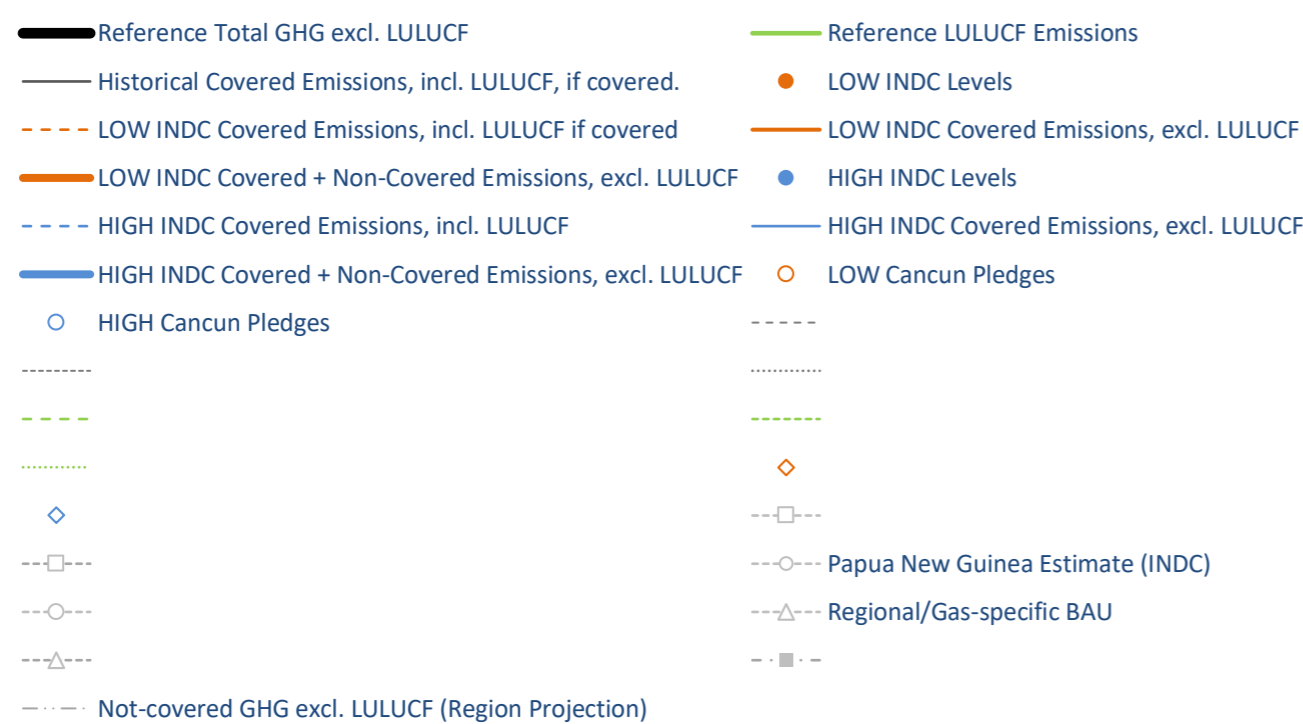 Reference Total GHG excl. LULUCF
Reference LULUCF Emissions
Historical Covered Emissions, incl. LULUCF, if covered.
LOW INDC Levels
LOW INDC Covered Emissions, incl. LULUCF if covered
LOW INDC Covered Emissions, excl. LULUCF
LOW INDC Covered + Non-Covered Emissions, excl. LULUCF
HIGH INDC Levels
HIGH INDC Covered Emissions, incl. LULUCF
HIGH INDC Covered Emissions, excl. LULUCF
HIGH INDC Covered + Non-Covered Emissions, excl. LULUCF
LOW Cancun Pledges
HIGH Cancun Pledges
Papua New Guinea Estimate (INDC)
Regional/Gas-specific BAU
Not-covered GHG excl. LULUCF (Region Projection)